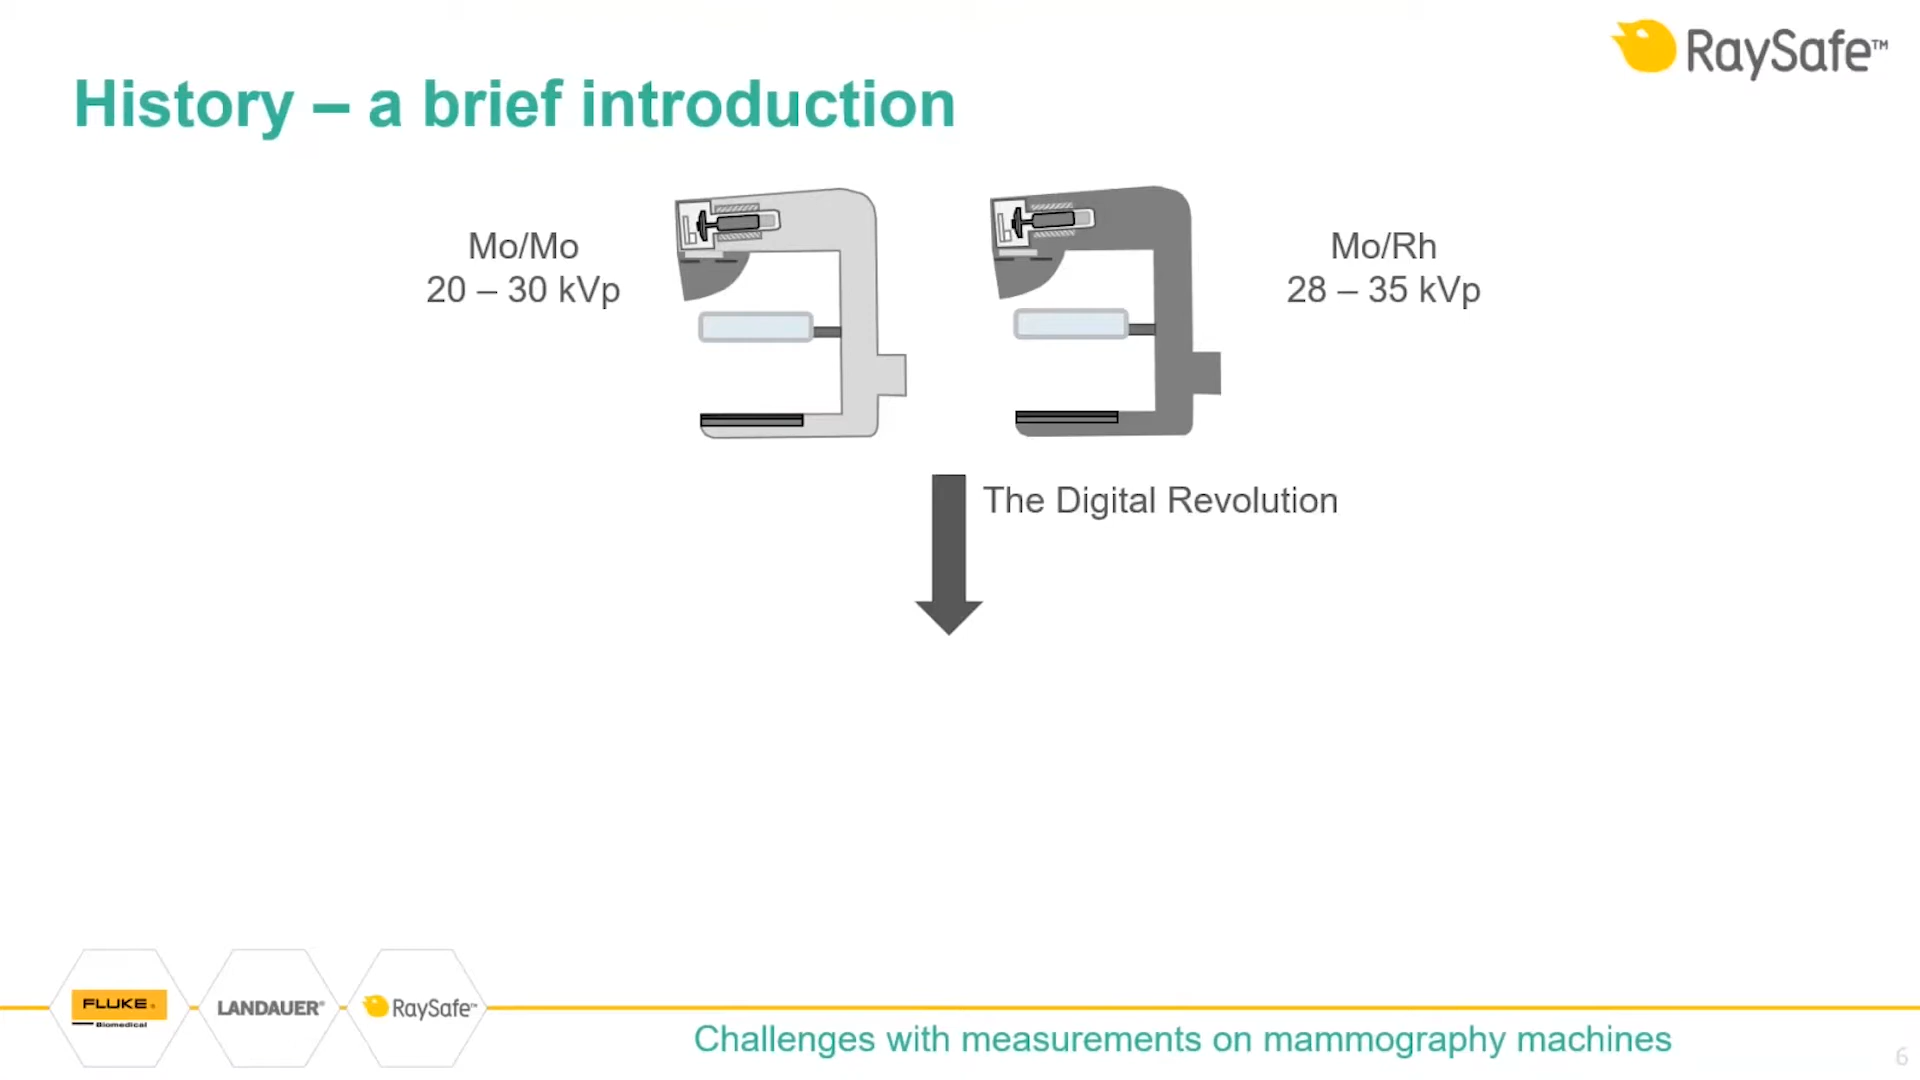 RaySafe™
History – a brief introduction
Mo/Mo
20 – 30 kVp
Mo/Rh
28 – 35 kVp
The Digital Revolution
FLUKE®
Biomedical
LANDAUER®
RaySafe™
Challenges with measurements on mammography machines
6